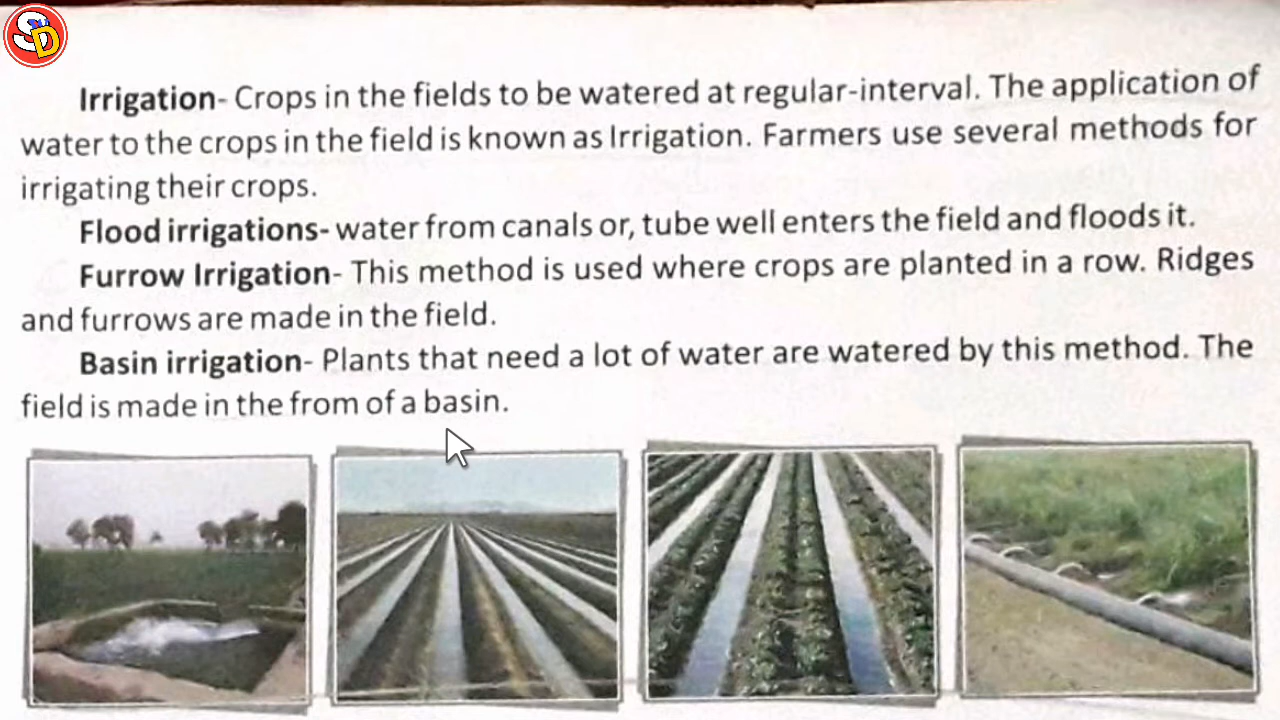 SD
Irrigation- Crops in the fields to be watered at regular-interval. The application of
water to the crops in the field is known as Irrigation. Farmers use several methods for
irrigating their crops.
Flood irrigations- water from canals or, tube well enters the field and floods it.
Furrow Irrigation- This method is used where crops are planted in a row. Ridges
and furrows are made in the field.
Basin irrigation- Plants that need a lot of water are watered by this method. The
field is made in the from of a basin.